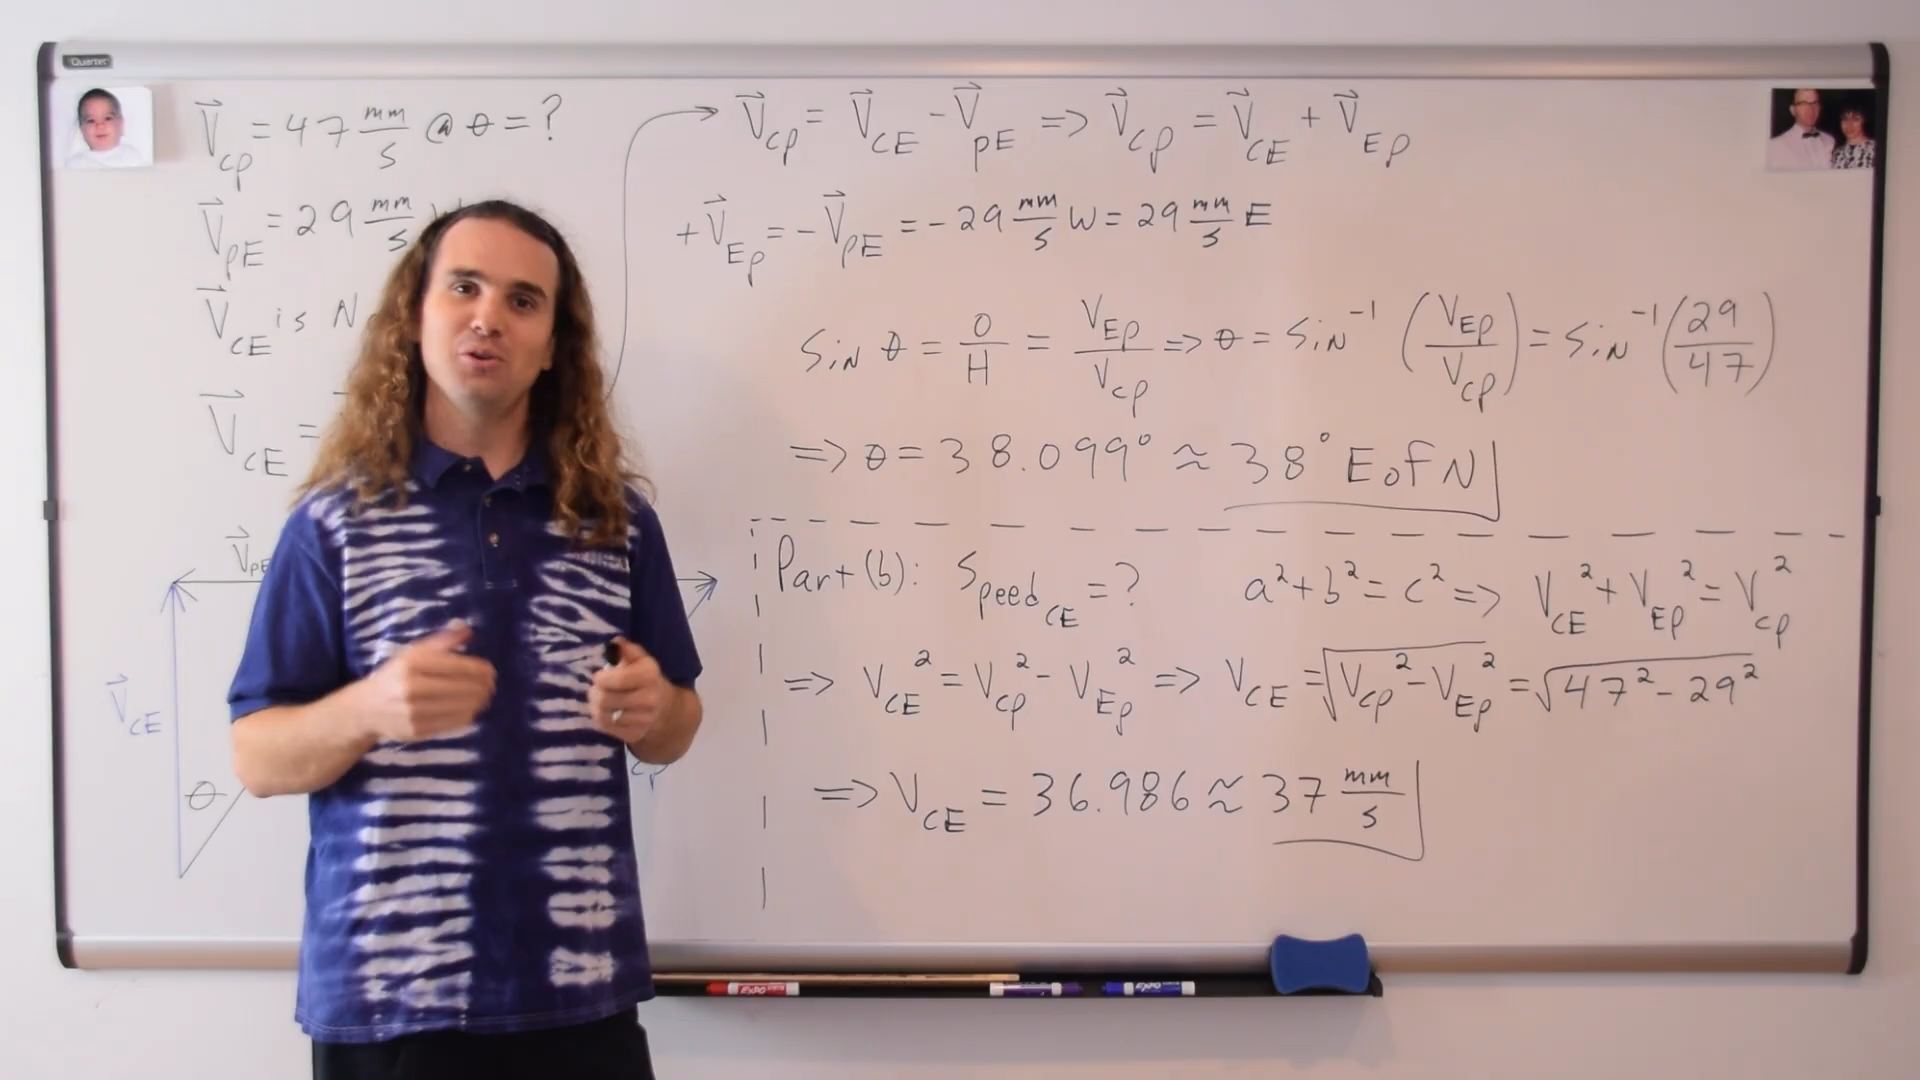 Quartet
V⃗cp = 47 mm/s @ θ = ?
V⃗pE = 29 mm/s W
V⃗CE is N
V⃗CE =
V⃗pE
V⃗CE
θ
cp
V⃗cp = V⃗CE - V⃗pE => V⃗cp = V⃗CE + V⃗Ep
+V⃗Ep = -V⃗pE = -29 mm/s W = 29 mm/s E
Sin θ = O/H = VEp/Vcp => θ = Sin⁻¹ (VEp/Vcp) = Sin⁻¹ (29/47)
=> θ = 38.099° ≈ 38° E of N
Part (b): SpeedCE = ? a² + b² = c² => VCE² + VEp² = Vcp²
=> VCE² = Vcp² - VEp² => VCE = √(Vcp² - VEp²) = √(47² - 29²)
=> VCE = 36.986 ≈ 37 mm/s
EXPO
EXPO